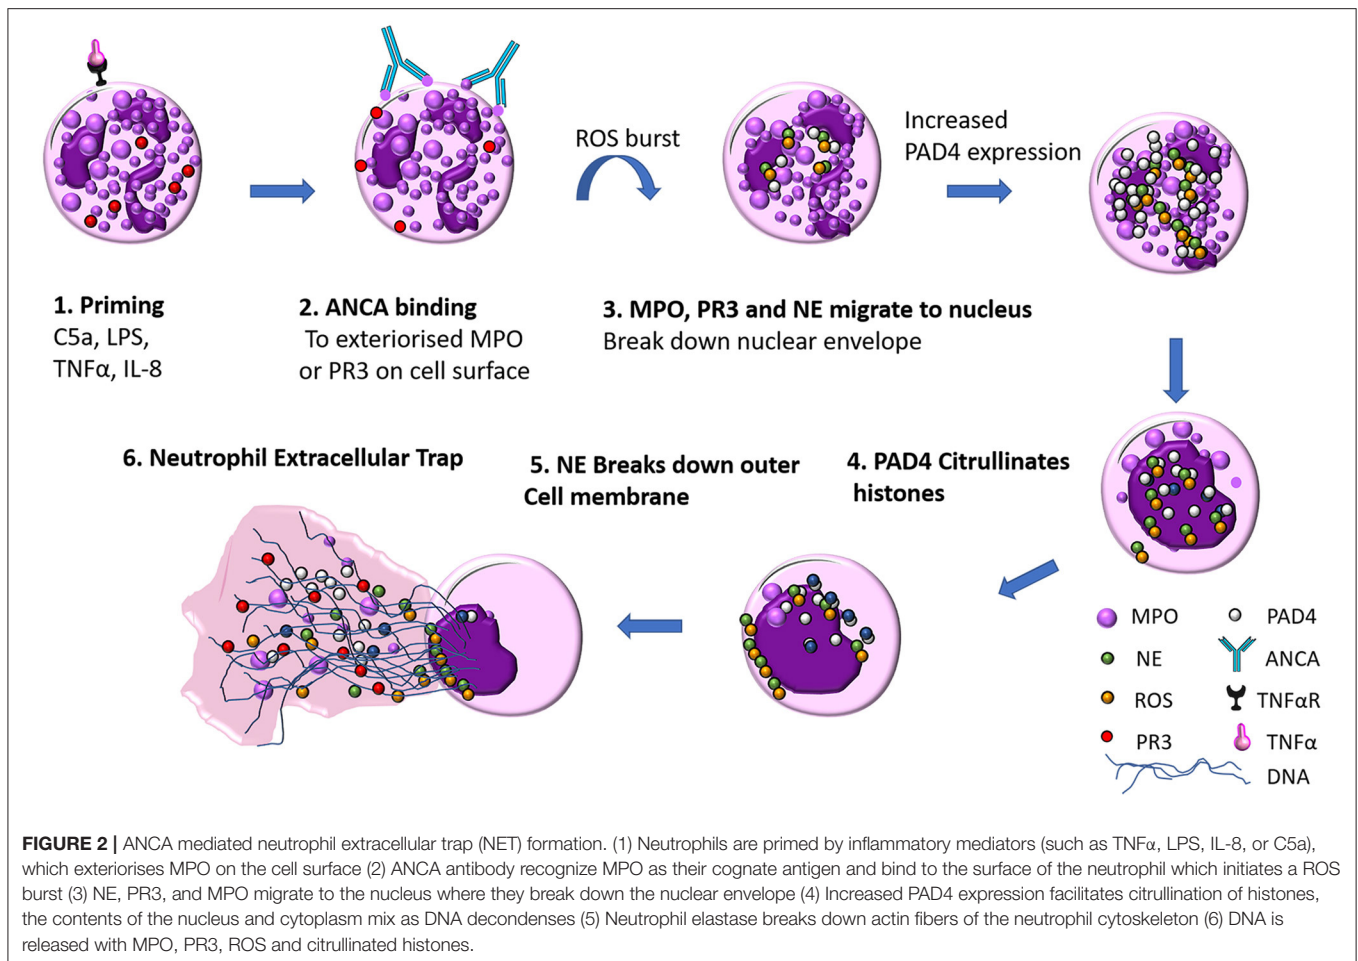 ROS burst
Increased
PAD4 expression
1. Priming
C5a, LPS,
TNFα, IL-8
2. ANCA binding
To exteriorised MPO
or PR3 on cell surface
3. MPO, PR3 and NE migrate to nucleus
Break down nuclear envelope
4. PAD4 Citrullinates
histones
5. NE Breaks down outer
Cell membrane
6. Neutrophil Extracellular Trap
MPO
PAD4
NE
ANCA
ROS
TNFαR
PR3
TNFα
DNA
FIGURE 2 | ANCA mediated neutrophil extracellular trap (NET) formation. (1) Neutrophils are primed by inflammatory mediators (such as TNFα, LPS, IL-8, or C5a),
which exteriorises MPO on the cell surface (2) ANCA antibody recognize MPO as their cognate antigen and bind to the surface of the neutrophil which initiates a ROS
burst (3) NE, PR3, and MPO migrate to the nucleus where they break down the nuclear envelope (4) Increased PAD4 expression facilitates citrullination of histones,
the contents of the nucleus and cytoplasm mix as DNA decondenses (5) Neutrophil elastase breaks down actin fibers of the neutrophil cytoskeleton (6) DNA is
released with MPO, PR3, ROS and citrullinated histones.